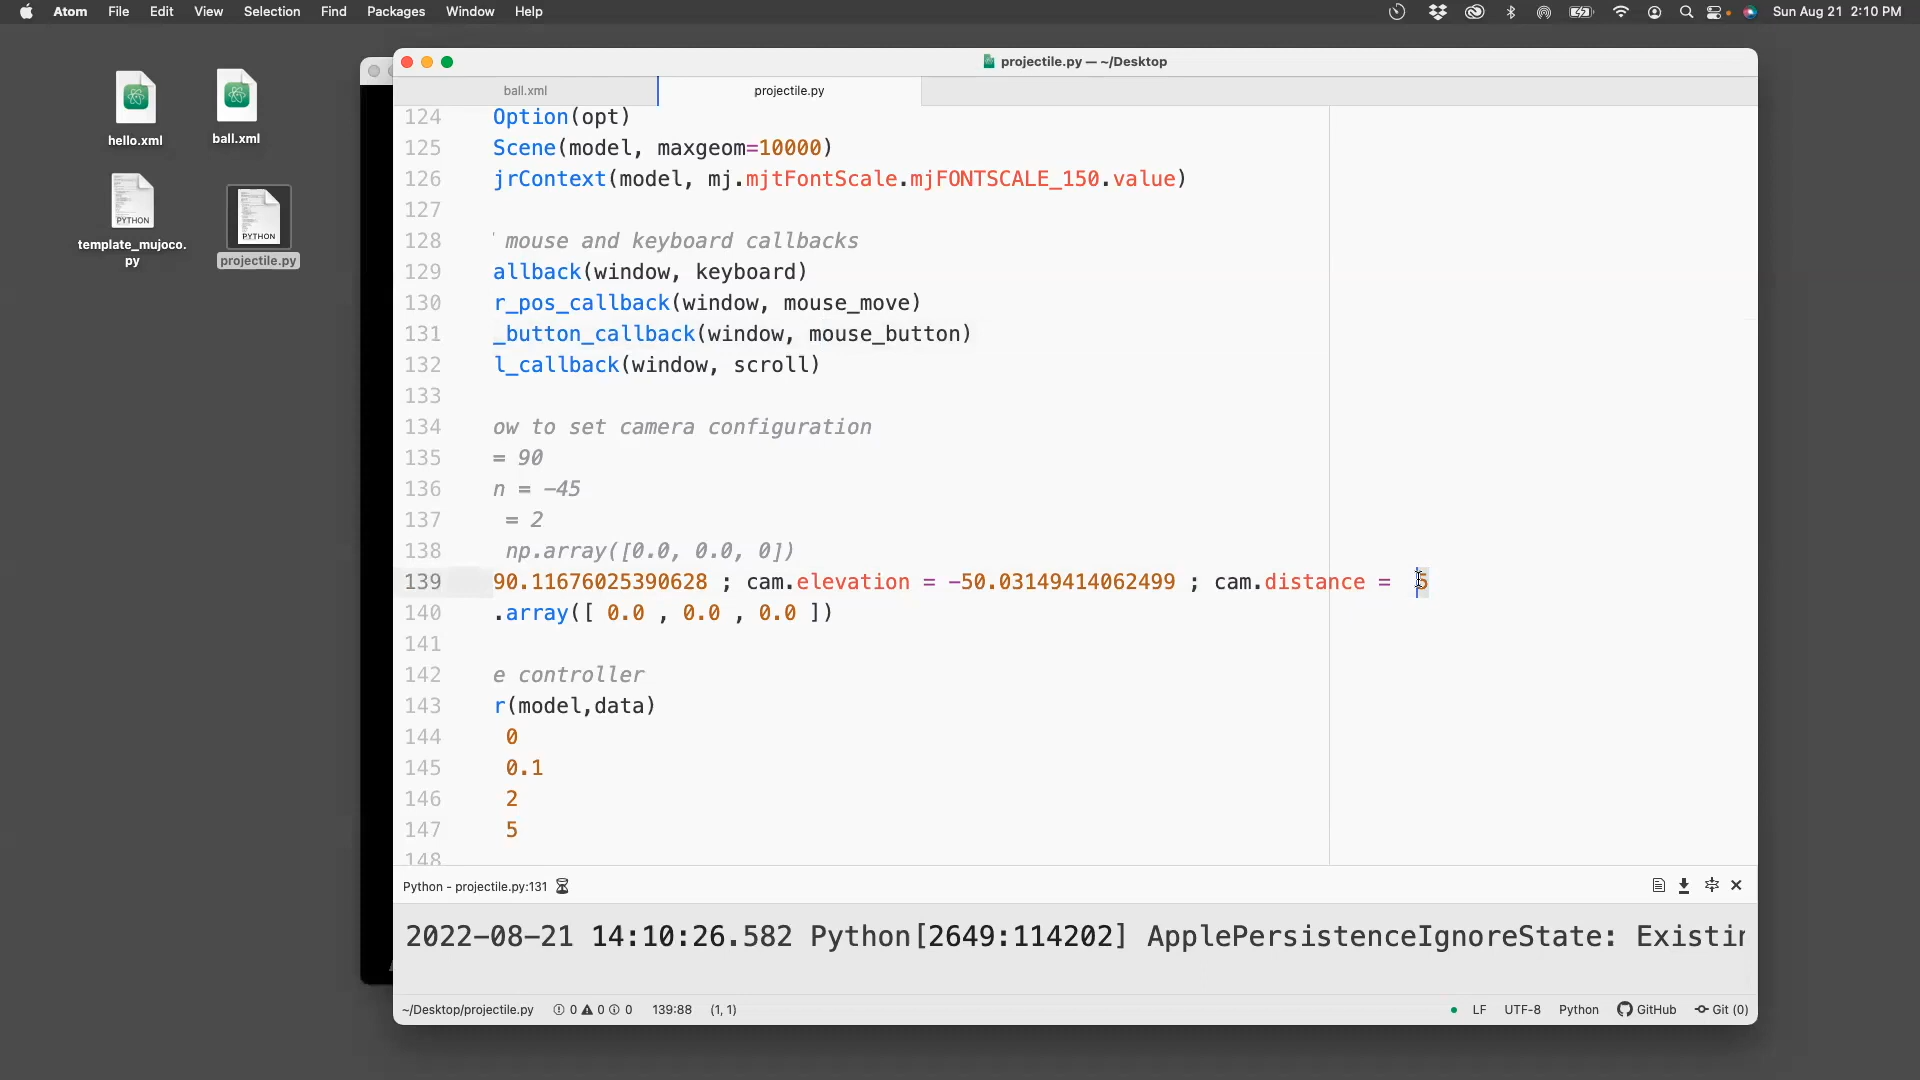 Atom File Edit View Selection Find Packages Window Help Sun Aug 21 2:10 PM
hello.xml
ball.xml
template_mujoco.
py
PYTHON
projectile.py
PYTHON
projectile.py — ~/Desktop
ball.xml projectile.py
124 Option(opt)
125 Scene(model, maxgeom=10000)
126 jrContext(model, mj.mjtFontScale.mjFONTSCALE_150.value)
127
128 mouse and keyboard callbacks
129 allback(window, keyboard)
130 r_pos_callback(window, mouse_move)
131 _button_callback(window, mouse_button)
132 l_callback(window, scroll)
133
134 ow to set camera configuration
135 = 90
136 n = -45
137 = 2
138 np.array([0.0, 0.0, 0])
139 90.11676025390628 ; cam.elevation = -50.03149414062499 ; cam.distance = 5
140 .array([ 0.0 , 0.0 , 0.0 ])
141
142 e controller
143 r(model,data)
144 0
145 0.1
146 2
147 5
148
Python - projectile.py:131
2022-08-21 14:10:26.582 Python[2649:114202] ApplePersistenceIgnoreState: Existin
~/Desktop/projectile.py 0 0 0 139:88 (1, 1) LF UTF-8 Python GitHub Git (0)